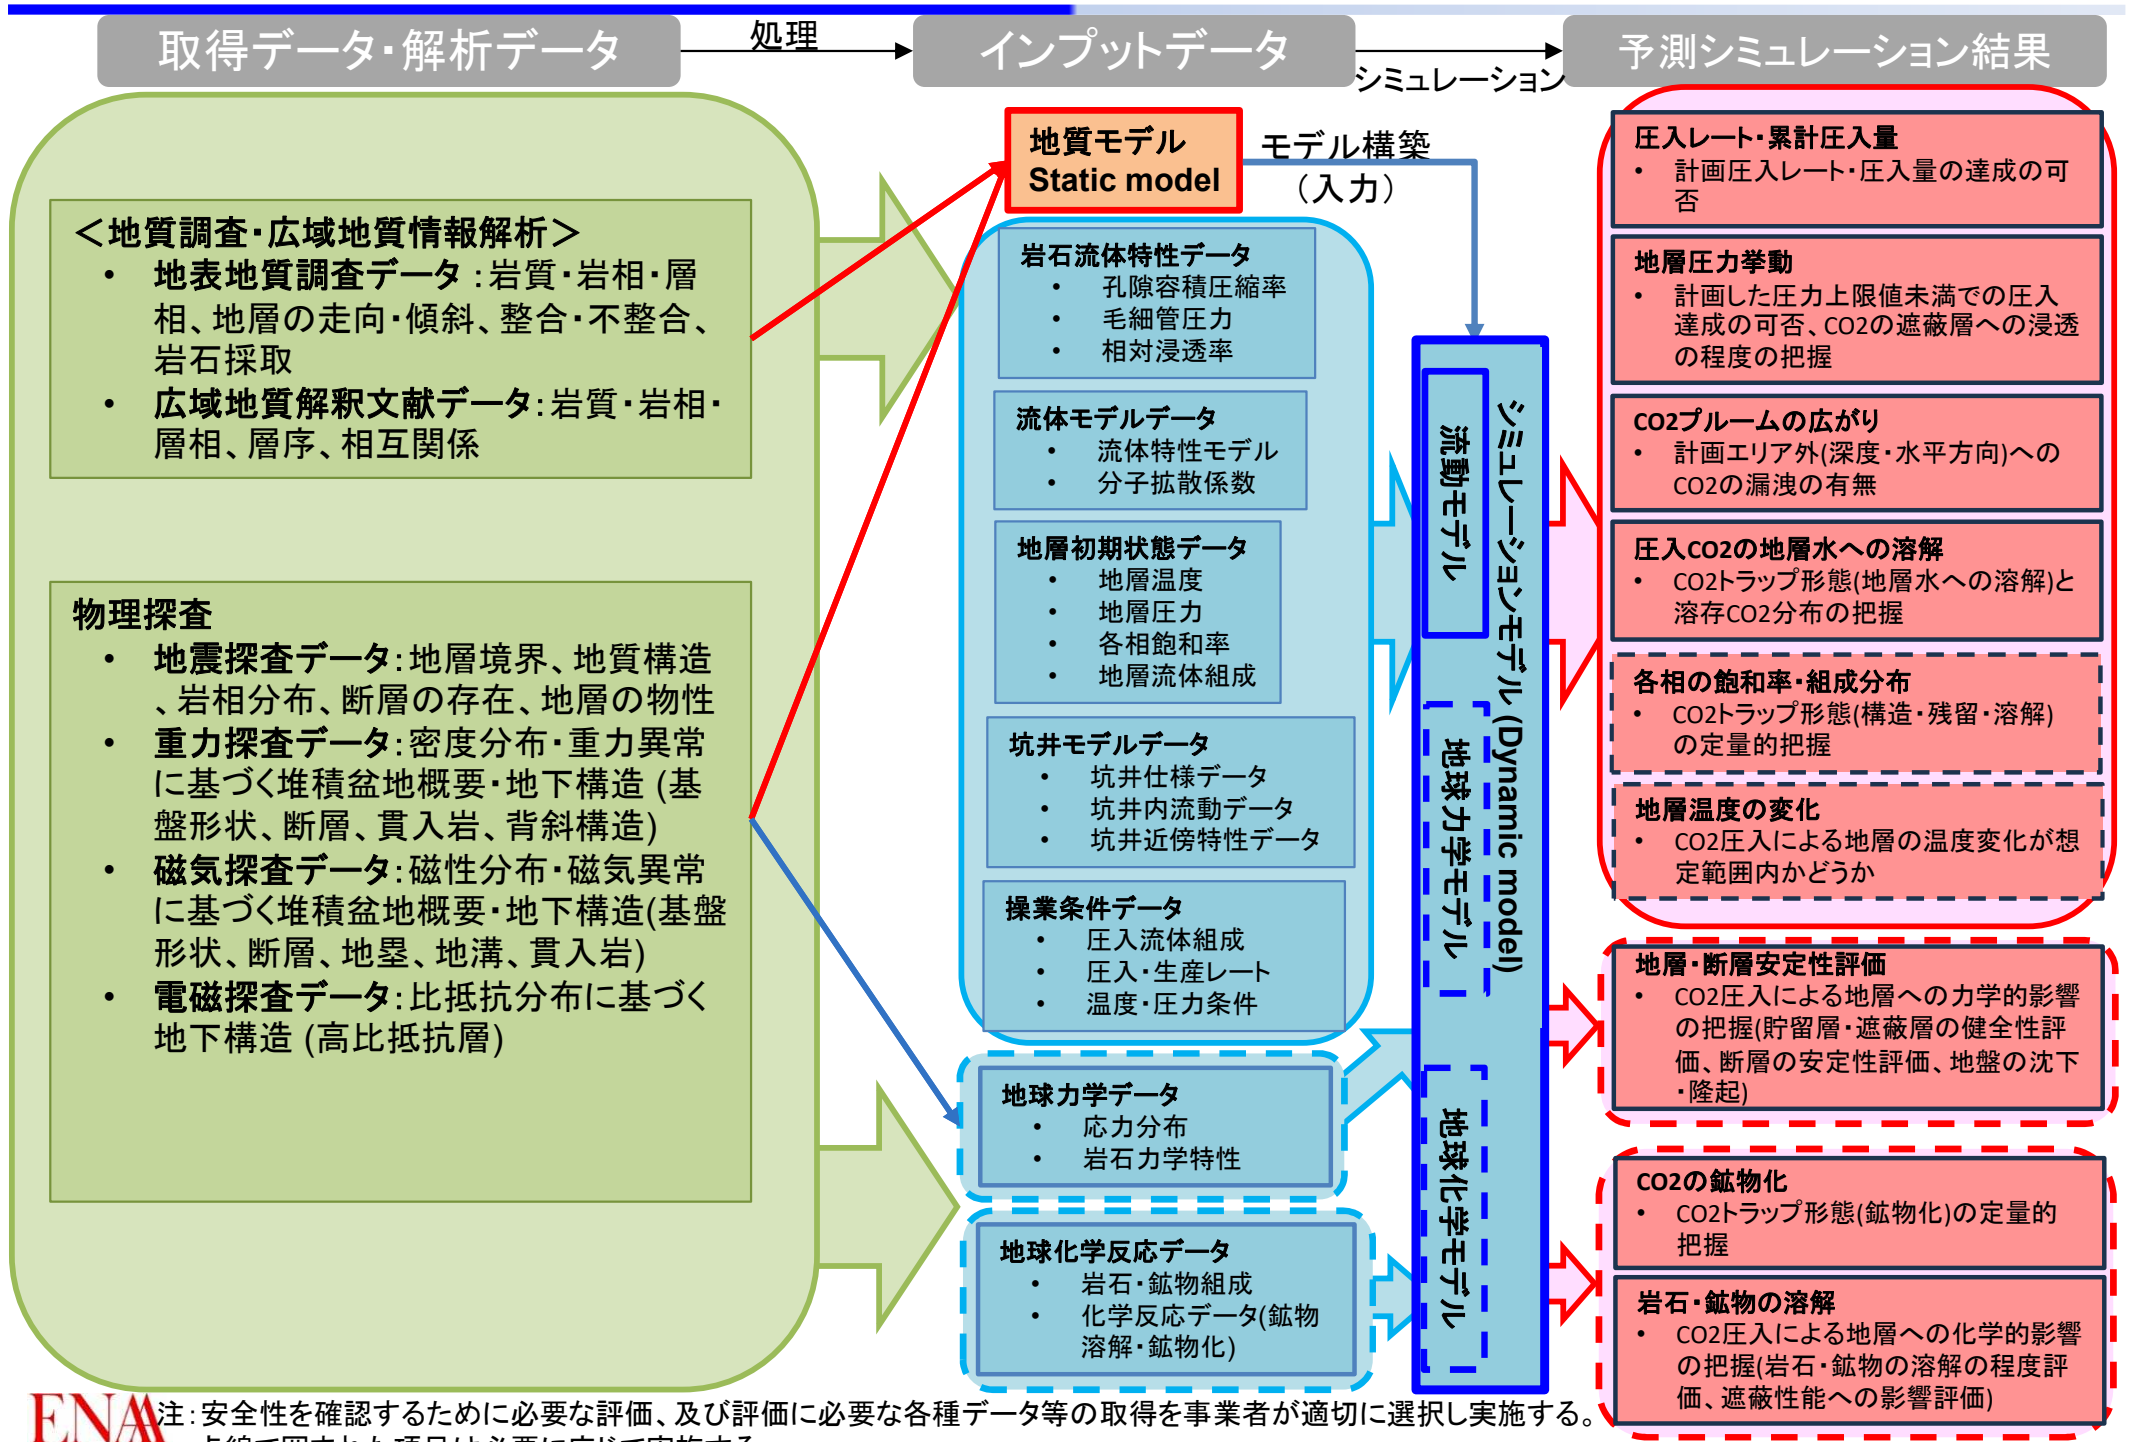 取得データ・解析データ
処理
インプットデータ
シミュレーション
予測シミュレーション結果
＜地質調査・広域地質情報解析＞
• 地表地質調査データ：岩質・岩相・層
相、地層の走向・傾斜、整合・不整合、
岩石採取
• 広域地質解釈文献データ：岩質・岩相・
層相、層序、相互関係
物理探査
• 地震探査データ：地層境界、地質構造
、岩相分布、断層の存在、地層の物性
• 重力探査データ：密度分布・重力異常
に基づく堆積盆地概要・地下構造 (基
盤形状、断層、貫入岩、背斜構造)
• 磁気探査データ：磁性分布・磁気異常
に基づく堆積盆地概要・地下構造(基盤
形状、断層、地塁、地溝、貫入岩)
• 電磁探査データ：比抵抗分布に基づく
地下構造 (高比抵抗層)
地質モデル
Static model
モデル構築
（入力）
岩石流体特性データ
• 孔隙容積圧縮率
• 毛細管圧力
• 相対浸透率
流体モデルデータ
• 流体特性モデル
• 分子拡散係数
地層初期状態データ
• 地層温度
• 地層圧力
• 各相飽和率
• 地層流体組成
坑井モデルデータ
• 坑井仕様データ
• 坑井内流動データ
• 坑井近傍特性データ
操業条件データ
• 圧入流体組成
• 圧入・生産レート
• 温度・圧力条件
地球力学データ
• 応力分布
• 岩石力学特性
地球化学反応データ
• 岩石・鉱物組成
• 化学反応データ(鉱物
溶解・鉱物化)
シミュレーションモデル (Dynamic model)
流動モデル
地球力学モデル
地球化学モデル
圧入レート・累計圧入量
• 計画圧入レート・圧入量の達成の可
否
地層圧力挙動
• 計画した圧力上限値未満での圧入
達成の可否、CO2の遮蔽層への浸透
の程度の把握
CO2プルームの広がり
• 計画エリア外(深度・水平方向)への
CO2の漏洩の有無
圧入CO2の地層水への溶解
• CO2トラップ形態(地層水への溶解)と
溶存CO2分布の把握
各相の飽和率・組成分布
• CO2トラップ形態(構造・残留・溶解)
の定量的把握
地層温度の変化
• CO2圧入による地層の温度変化が想
定範囲内かどうか
地層・断層安定性評価
• CO2圧入による地層への力学的影響
の把握(貯留層・遮蔽層の健全性評
価、断層の安定性評価、地盤の沈下
・隆起)
CO2の鉱物化
• CO2トラップ形態(鉱物化)の定量的
把握
岩石・鉱物の溶解
• CO2圧入による地層への化学的影響
の把握(岩石・鉱物の溶解の程度評
価、遮蔽性能への影響評価)
ENAA
注：安全性を確認するために必要な評価、及び評価に必要な各種データ等の取得を事業者が適切に選択し実施する。
点線で囲まれた項目は必要に応じて実施する